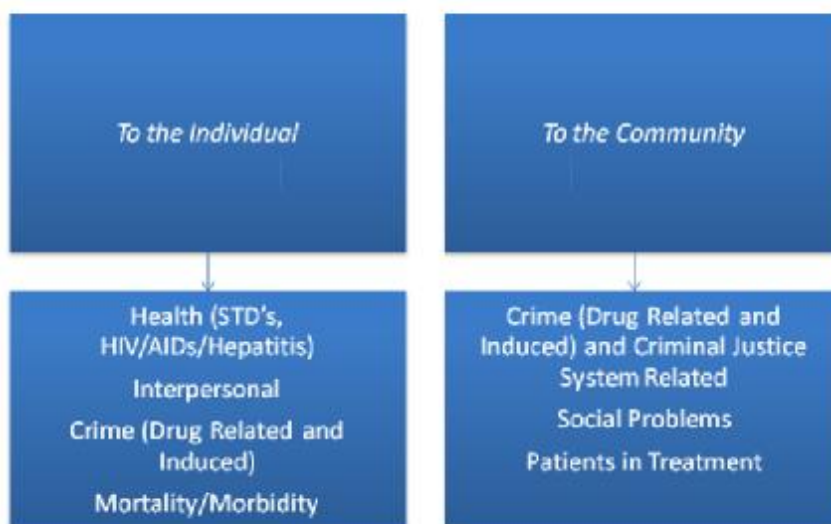 To the Individual
Health (STD's,
HIV/AIDs/Hepatitis)
Interpersonal
Crime (Drug Related and
Induced)
Mortality/Morbidity
To the Community
Crime (Drug Related and
Induced) and Criminal Justice
System Related
Social Problems
Patients in Treatment